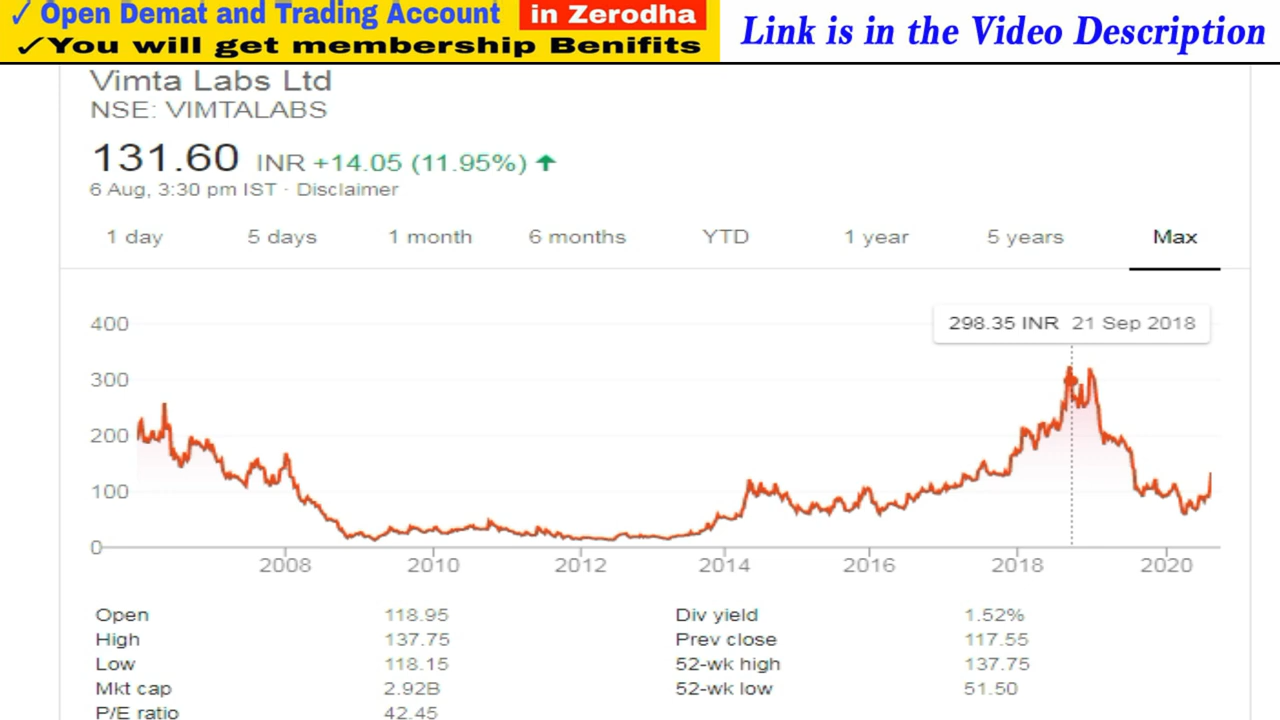 ✓ Open Demat and Trading Account in Zerodha
✓You will get membership Benifits
Link is in the Video Description
Vimta Labs Ltd
NSE: VIMTALABS
131.60 INR +14.05 (11.95%) ↑
6 Aug, 3:30 pm IST · Disclaimer
1 day 5 days 1 month 6 months YTD 1 year 5 years Max
298.35 INR 21 Sep 2018
400
300
200
100
0
2008 2010 2012 2014 2016 2018 2020
Open 118.95 Div yield 1.52%
High 137.75 Prev close 117.55
Low 118.15 52-wk high 137.75
Mkt cap 2.92B 52-wk low 51.50
P/E ratio 42.45